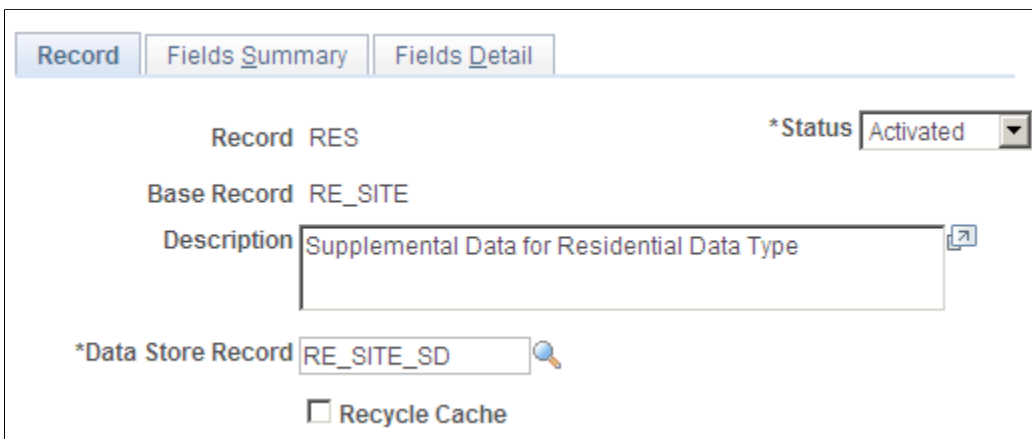 Record Fields Summary Fields Detail
Record RES *Status Activated
Base Record RE_SITE
Description Supplemental Data for Residential Data Type
*Data Store Record RE_SITE_SD
Recycle Cache